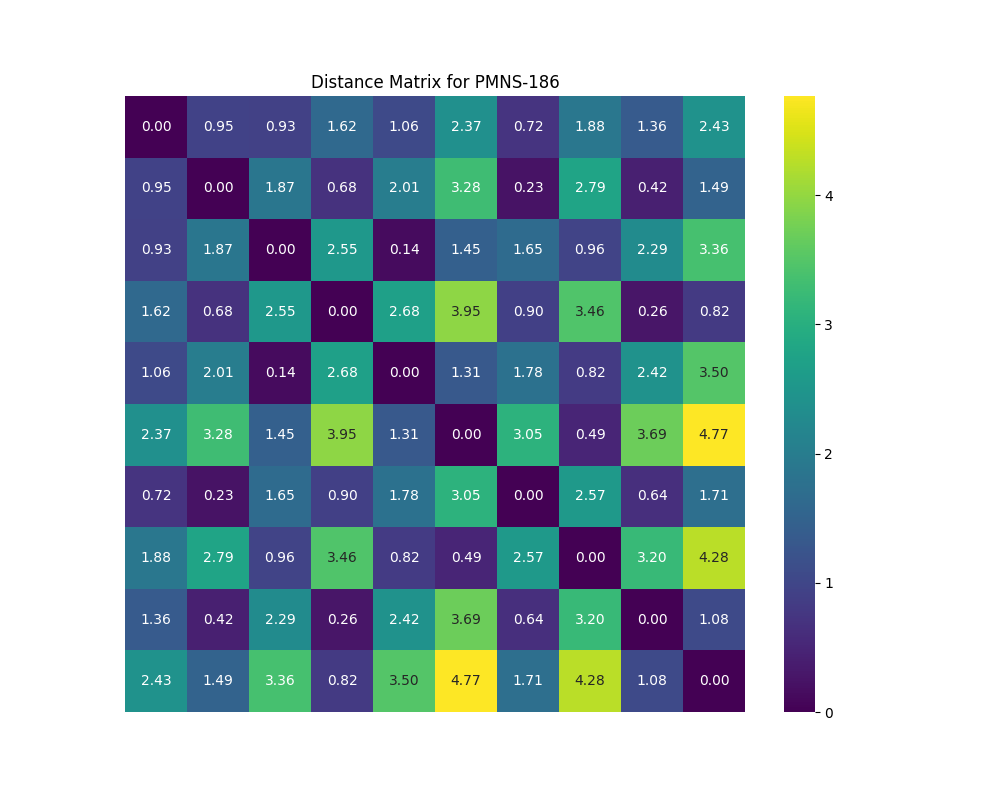 Distance Matrix for PMNS-186
0.00 0.95 0.93 1.62 1.06 2.37 0.72 1.88 1.36 2.43
0.95 0.00 1.87 0.68 2.01 3.28 0.23 2.79 0.42 1.49
0.93 1.87 0.00 2.55 0.14 1.45 1.65 0.96 2.29 3.36
1.62 0.68 2.55 0.00 2.68 3.95 0.90 3.46 0.26 0.82
1.06 2.01 0.14 2.68 0.00 1.31 1.78 0.82 2.42 3.50
2.37 3.28 1.45 3.95 1.31 0.00 3.05 0.49 3.69 4.77
0.72 0.23 1.65 0.90 1.78 3.05 0.00 2.57 0.64 1.71
1.88 2.79 0.96 3.46 0.82 0.49 2.57 0.00 3.20 4.28
1.36 0.42 2.29 0.26 2.42 3.69 0.64 3.20 0.00 1.08
2.43 1.49 3.36 0.82 3.50 4.77 1.71 4.28 1.08 0.00
4
3
2
1
0